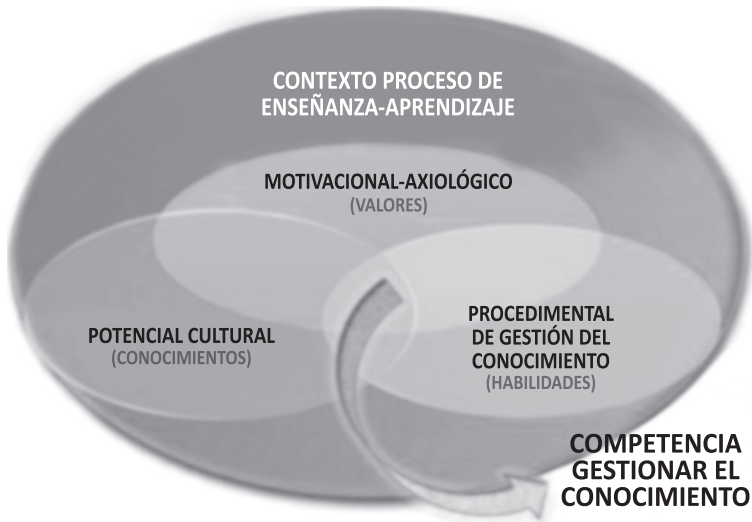 CONTEXTO PROCESO DE
ENSEÑANZA-APRENDIZAJE
MOTIVACIONAL-AXIOLÓGICO
(VALORES)
POTENCIAL CULTURAL
(CONOCIMIENTOS)
PROCEDIMENTAL
DE GESTIÓN DEL
CONOCIMIENTO
(HABILIDADES)
COMPETENCIA
GESTIONAR EL
CONOCIMIENTO